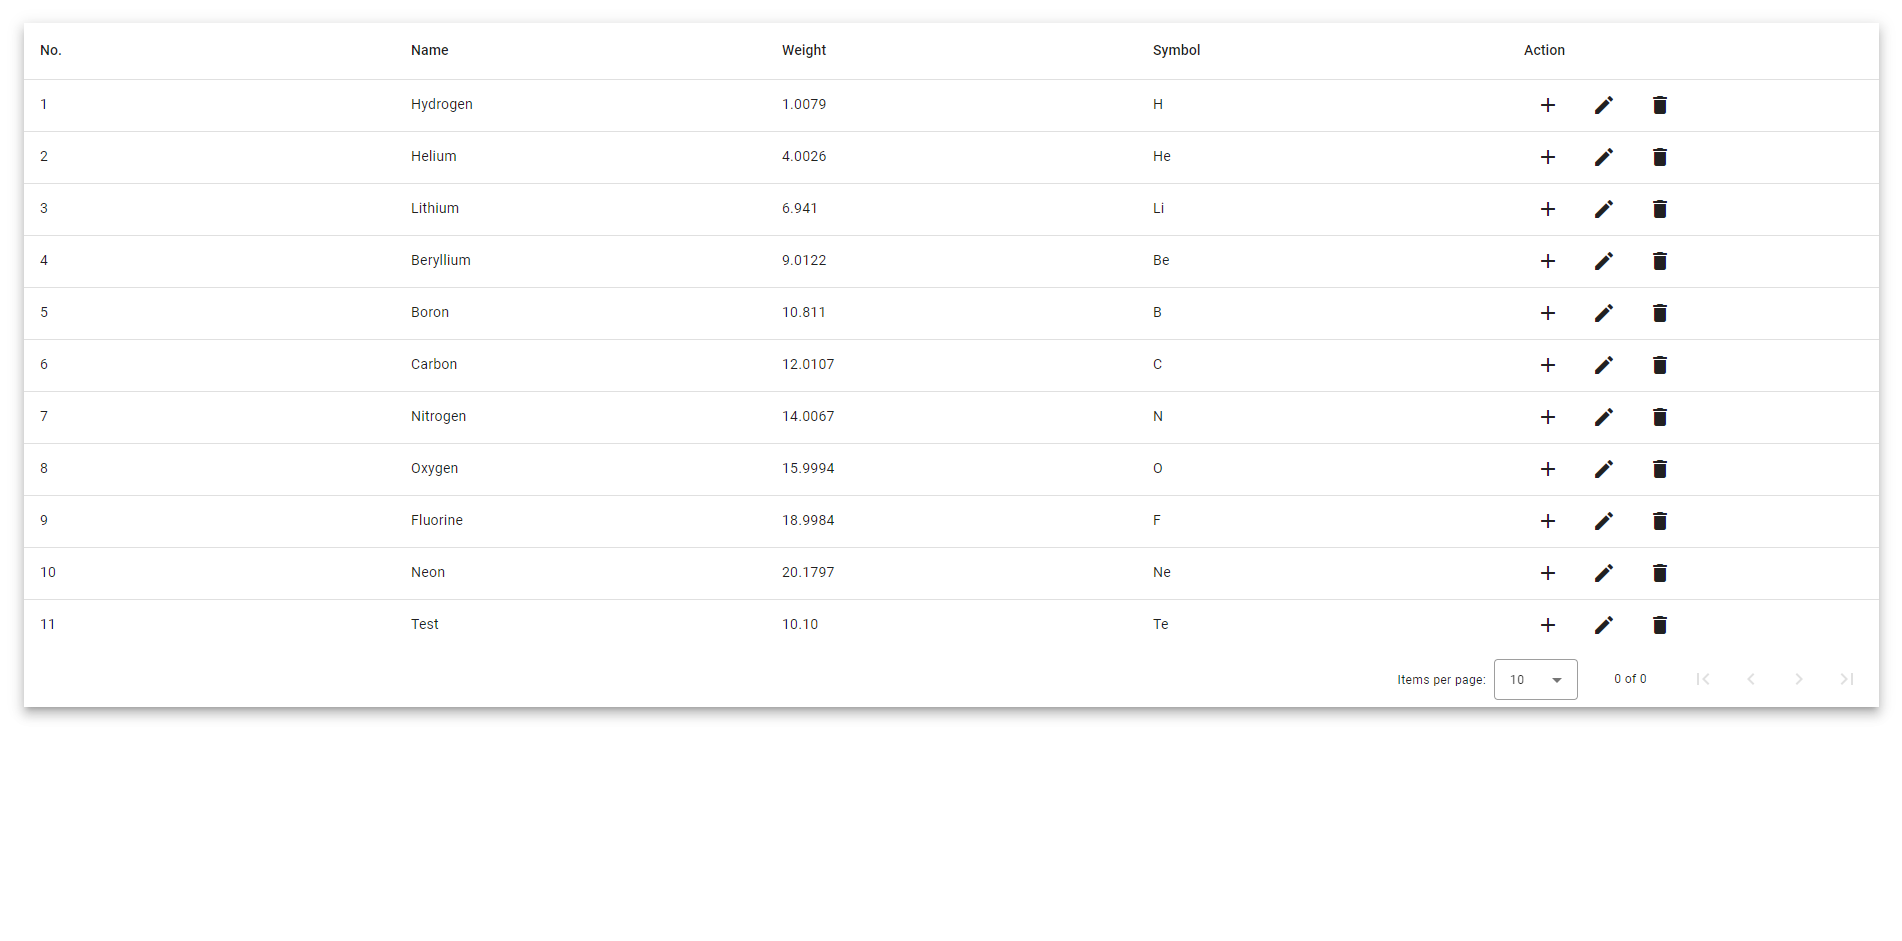 No. Name Weight Symbol Action
1 Hydrogen 1.0079 H
2 Helium 4.0026 He
3 Lithium 6.941 Li
4 Beryllium 9.0122 Be
5 Boron 10.811 B
6 Carbon 12.0107 C
7 Nitrogen 14.0067 N
8 Oxygen 15.9994 O
9 Fluorine 18.9984 F
10 Neon 20.1797 Ne
11 Test 10.10 Te
Items per page: 10 0 of 0